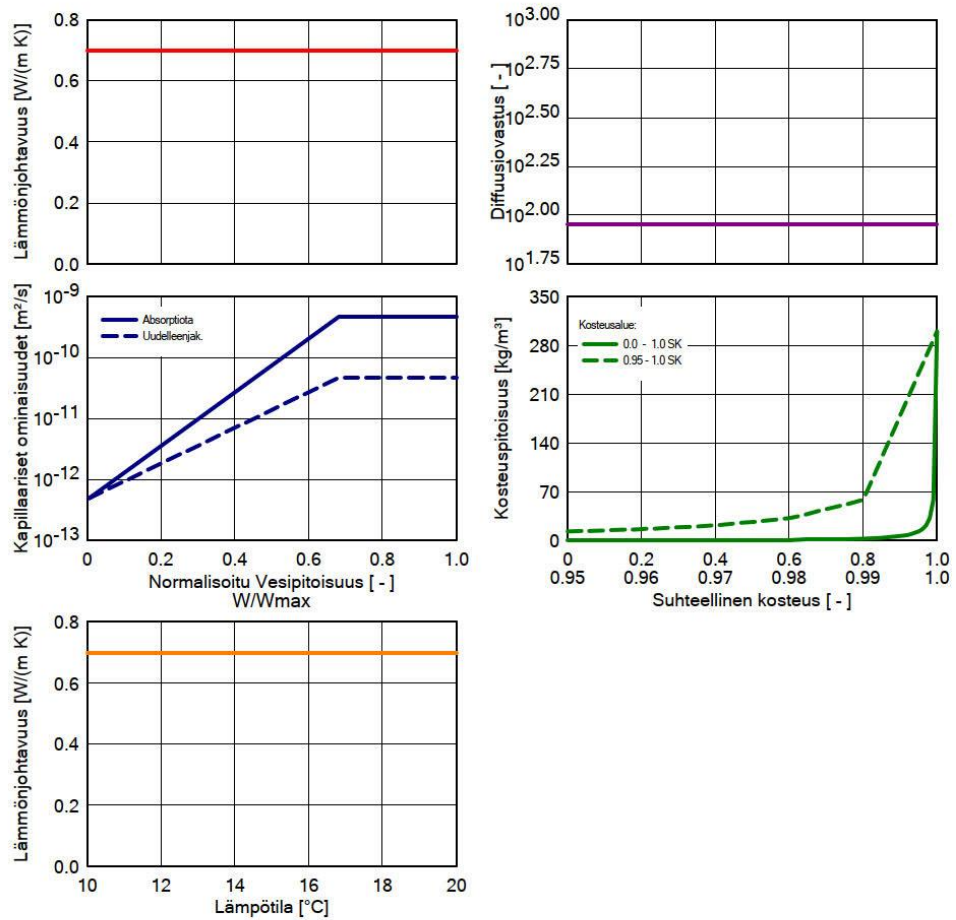 Lämmönjohtavuus [W/(m K)]
0.8
0.6
0.4
0.2
0.0
Diffuusiovastus [ - ]
10^3.00
10^2.75
10^2.50
10^2.25
10^2.00
10^1.75
Kapillaariset ominaisuudet [m²/s]
10^-9
10^-10
10^-11
10^-12
10^-13
Absorptiota
Uudelleenjak.
0 0.2 0.4 0.6 0.8 1.0
Normalisoitu Vesipitoisuus [ - ]
W/Wmax
Kosteuspitoisuus [kg/m³]
350
280
210
140
70
0
Kosteusalue:
0.0 - 1.0 SK
0.95 - 1.0 SK
0 0.2 0.4 0.6 0.8 1.0
0.95 0.96 0.97 0.98 0.99 1.0
Suhteellinen kosteus [ - ]
Lämmönjohtavuus [W/(m K)]
0.8
0.6
0.4
0.2
0.0
10 12 14 16 18 20
Lämpötila [°C]